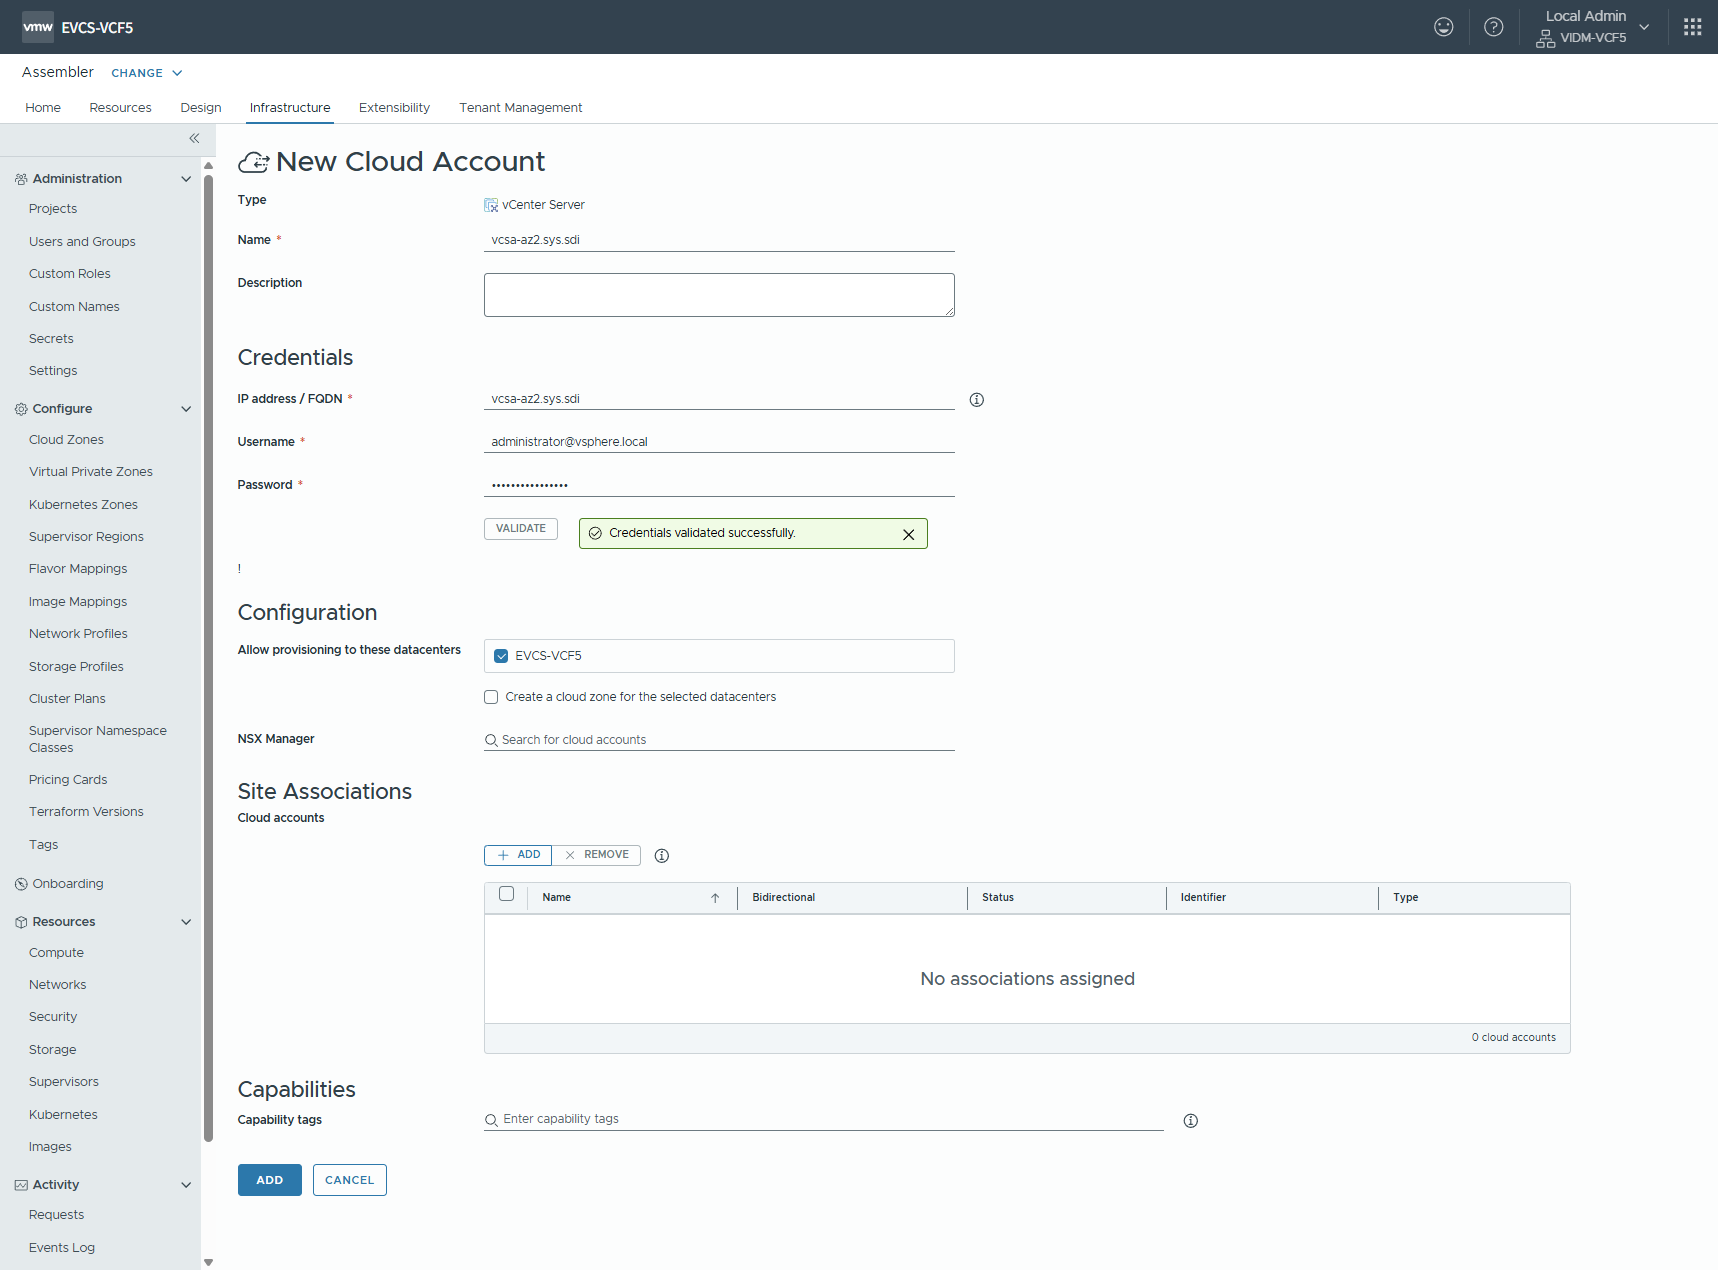 vmw EVCS-VCF5
Local Admin
VIDM-VCF5
Assembler CHANGE
Home Resources Design Infrastructure Extensibility Tenant Management
Administration
Projects
Users and Groups
Custom Roles
Custom Names
Secrets
Settings
Configure
Cloud Zones
Virtual Private Zones
Kubernetes Zones
Supervisor Regions
Flavor Mappings
Image Mappings
Network Profiles
Storage Profiles
Cluster Plans
Supervisor Namespace
Classes
Pricing Cards
Terraform Versions
Tags
Onboarding
Resources
Compute
Networks
Security
Storage
Supervisors
Kubernetes
Images
Activity
Requests
Events Log
New Cloud Account
Type vCenter Server
Name * vcsa-az2.sys.sdi
Description
Credentials
IP address / FQDN * vcsa-az2.sys.sdi
Username * administrator@vsphere.local
Password * ••••••••••••••••
VALIDATE Credentials validated successfully.
!
Configuration
Allow provisioning to these datacenters EVCS-VCF5
Create a cloud zone for the selected datacenters
NSX Manager Search for cloud accounts
Site Associations
Cloud accounts
ADD REMOVE
Name Bidirectional Status Identifier Type
No associations assigned
0 cloud accounts
Capabilities
Capability tags Enter capability tags
ADD CANCEL